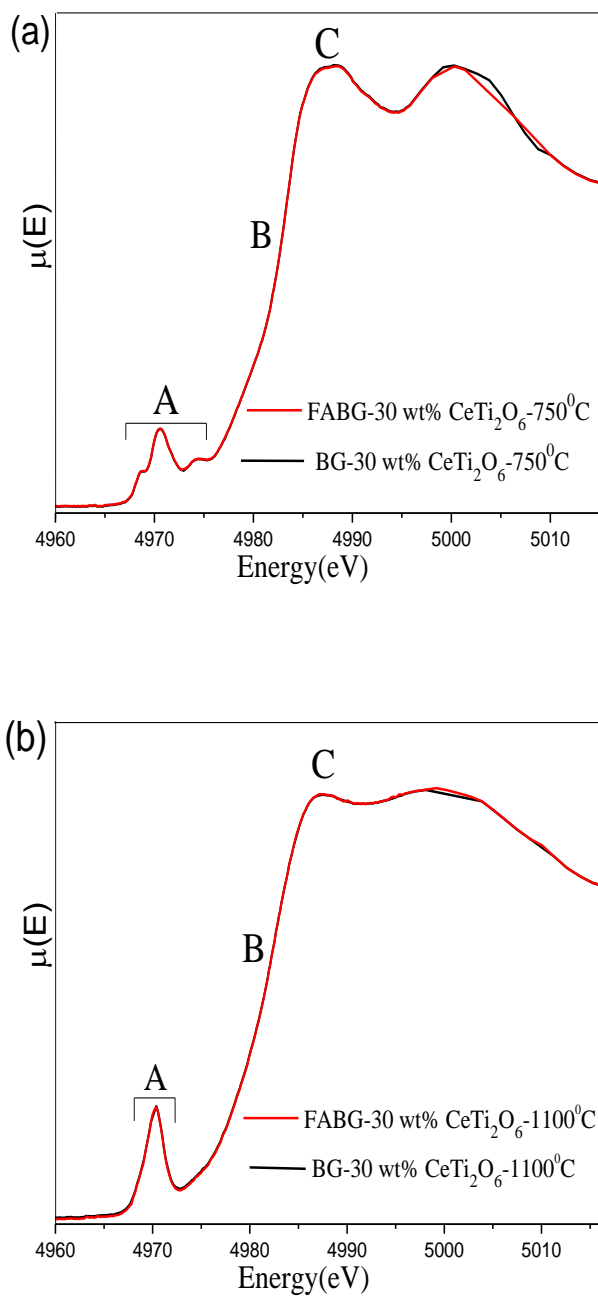 (a)
C
B
A
μ(E)
FABG-30 wt% CeTi₂O₆-750⁰C
BG-30 wt% CeTi₂O₆-750⁰C
4960 4970 4980 4990 5000 5010
Energy(eV)
(b)
C
B
A
μ(E)
FABG-30 wt% CeTi₂O₆-1100⁰C
BG-30 wt% CeTi₂O₆-1100⁰C
4960 4970 4980 4990 5000 5010
Energy(eV)